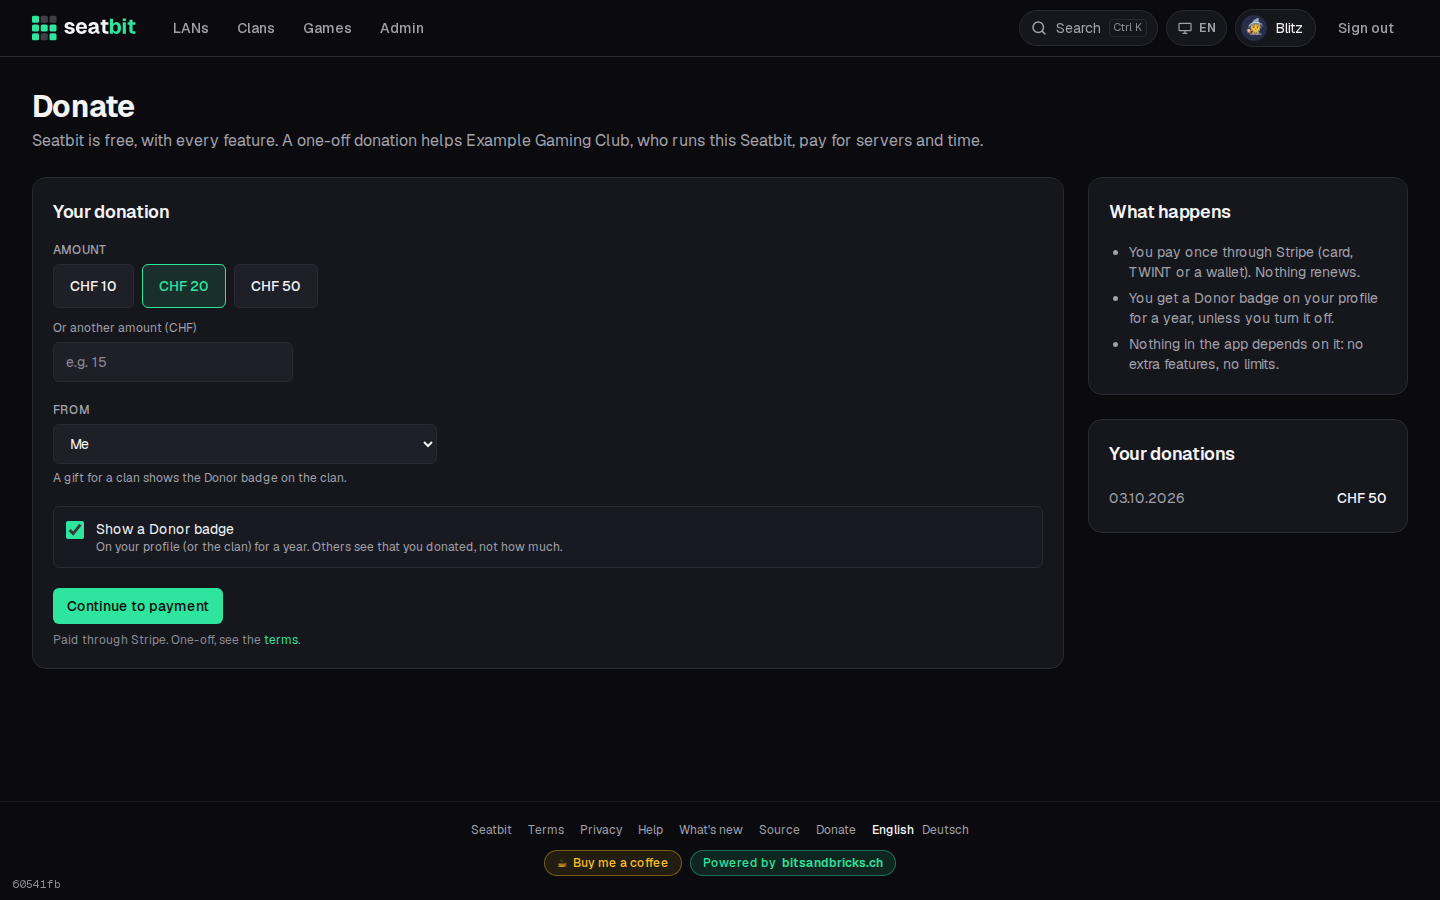 seatbit LANs Clans Games Admin Search Ctrl K EN Blitz Sign out
Donate
Seatbit is free, with every feature. A one-off donation helps Example Gaming Club, who runs this Seatbit, pay for servers and time.
Your donation
AMOUNT
CHF 10 CHF 20 CHF 50
Or another amount (CHF)
e.g. 15
FROM
Me
A gift for a clan shows the Donor badge on the clan.
Show a Donor badge
On your profile (or the clan) for a year. Others see that you donated, not how much.
Continue to payment
Paid through Stripe. One-off, see the terms.
What happens
You pay once through Stripe (card,
TWINT or a wallet). Nothing renews.
You get a Donor badge on your profile
for a year, unless you turn it off.
Nothing in the app depends on it: no
extra features, no limits.
Your donations
03.10.2026 CHF 50
Seatbit Terms Privacy Help What's new Source Donate English Deutsch
Buy me a coffee Powered by bitsandbricks.ch
60541fb